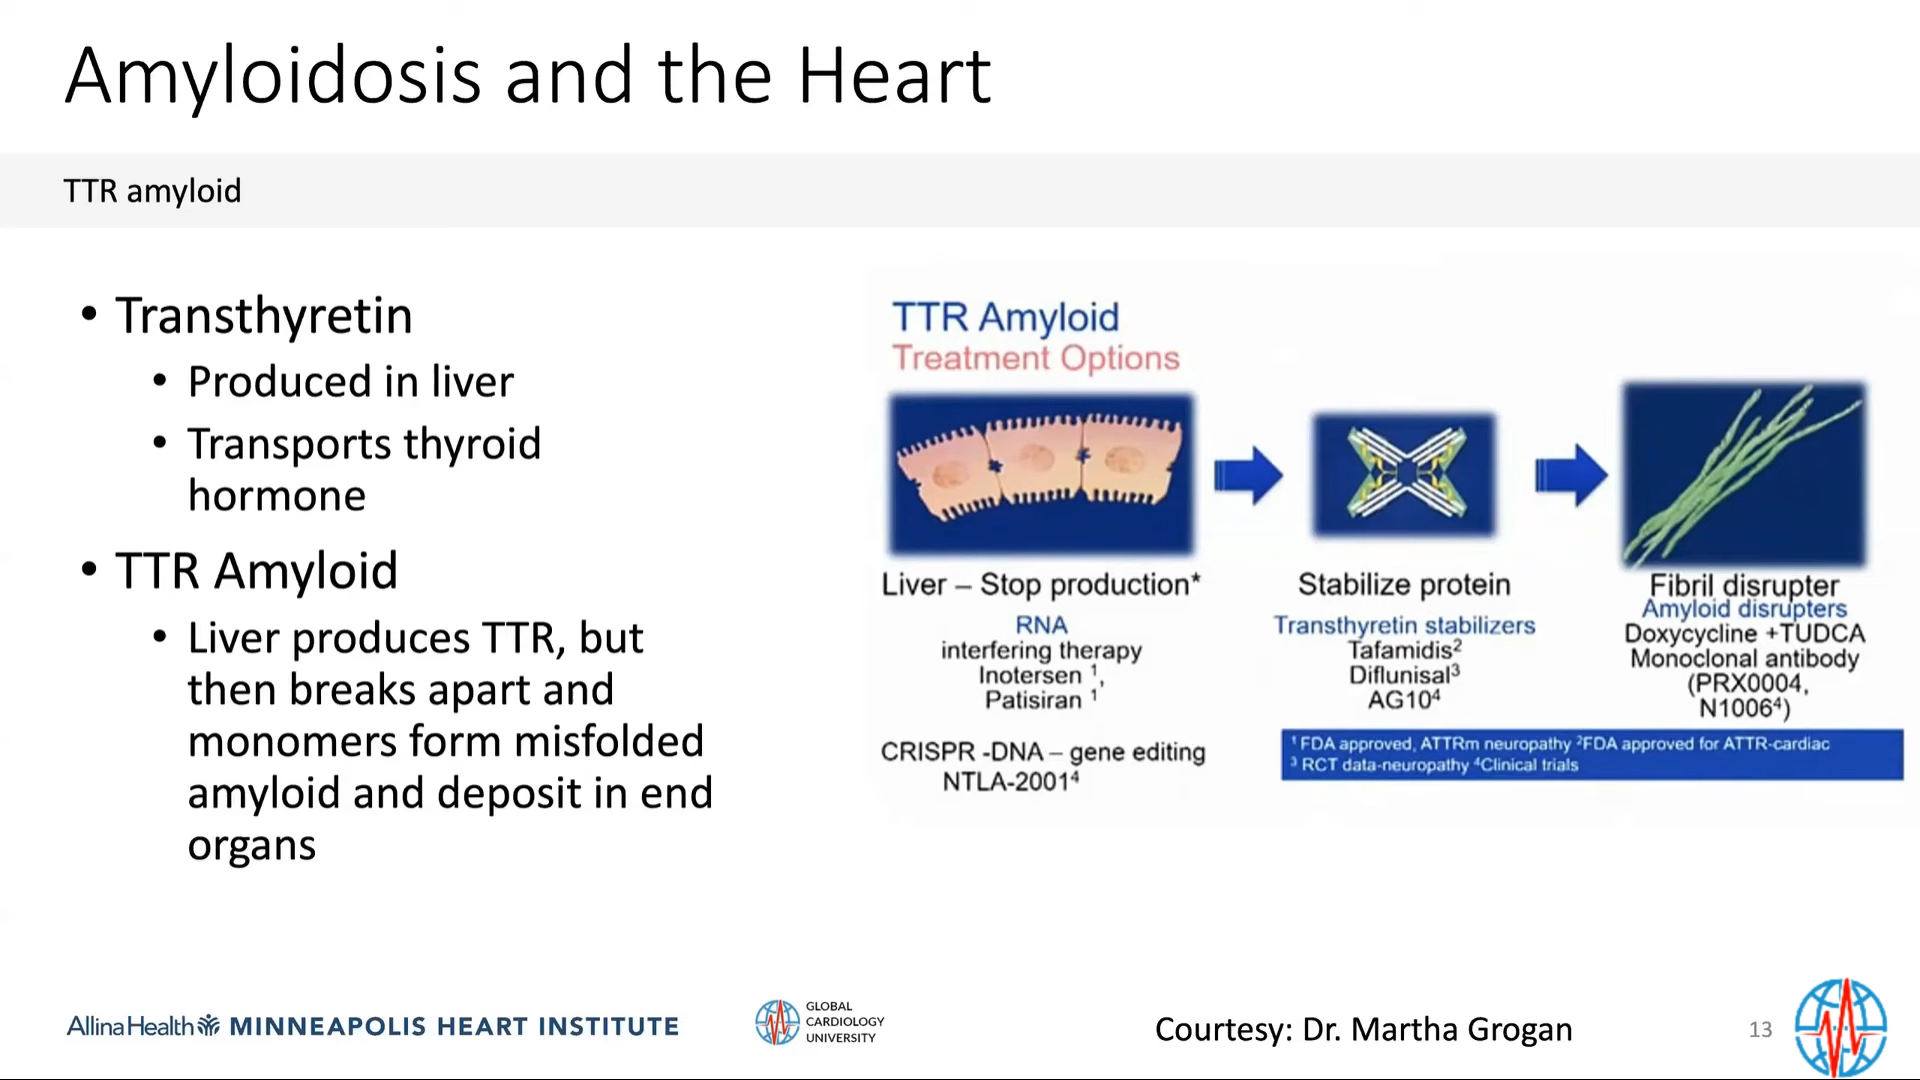 Amyloidosis and the Heart
TTR amyloid
• Transthyretin
• Produced in liver
• Transports thyroid
hormone
• TTR Amyloid
• Liver produces TTR, but
then breaks apart and
monomers form misfolded
amyloid and deposit in end
organs
TTR Amyloid
Treatment Options
Liver – Stop production*
RNA
interfering therapy
Inotersen ¹,
Patisiran ¹
CRISPR -DNA – gene editing
NTLA-2001⁴
Stabilize protein
Transthyretin stabilizers
Tafamidis²
Diflunisal³
AG10⁴
Fibril disrupter
Amyloid disrupters
Doxycycline +TUDCA
Monoclonal antibody
(PRX0004,
N1006⁴)
¹ FDA approved, ATTRm neuropathy ²FDA approved for ATTR-cardiac
³ RCT data-neuropathy ⁴Clinical trials
AllinaHealth MINNEAPOLIS HEART INSTITUTE
GLOBAL
CARDIOLOGY
UNIVERSITY
Courtesy: Dr. Martha Grogan
13